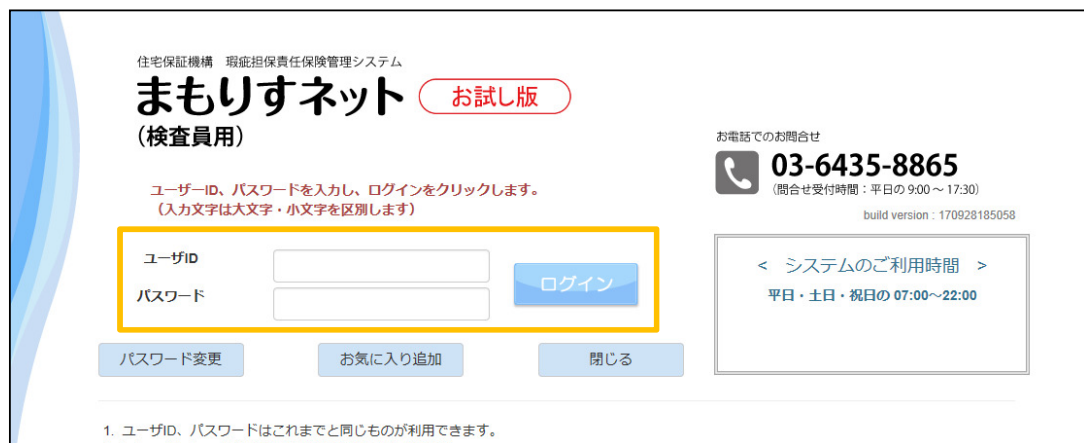 住宅保証機構　瑕疵担保責任保険管理システム
まもりすネット お試し版
（検査員用）
お電話でのお問合せ
03-6435-8865
（問合せ受付時間：平日の 9:00 ～ 17:30）
build version : 170928185058
ユーザーID、パスワードを入力し、ログインをクリックします。
（入力文字は大文字・小文字を区別します）
ユーザID
パスワード
ログイン
＜　システムのご利用時間　＞
平日・土日・祝日の 07:00～22:00
パスワード変更 お気に入り追加 閉じる
1. ユーザID、パスワードはこれまでと同じものが利用できます。